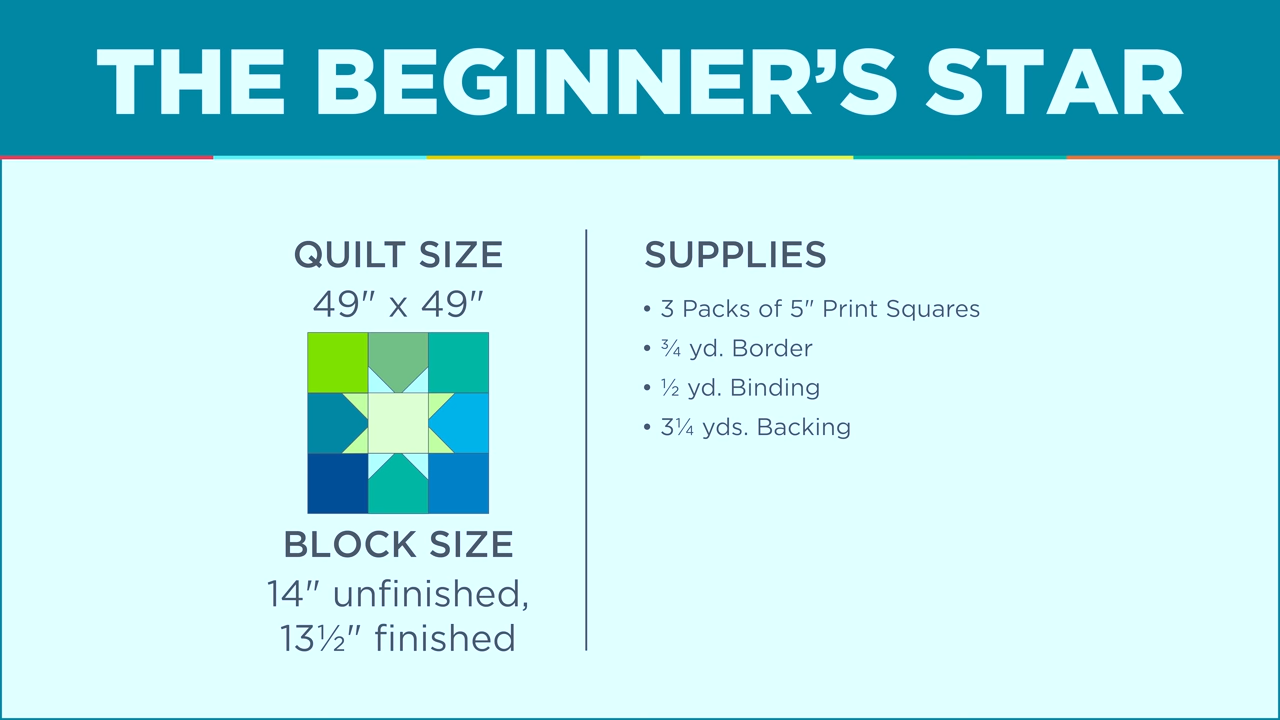 THE BEGINNER’S STAR
QUILT SIZE
49" x 49"
BLOCK SIZE
14" unfinished,
13½" finished
SUPPLIES
• 3 Packs of 5" Print Squares
• ¾ yd. Border
• ½ yd. Binding
• 3¼ yds. Backing